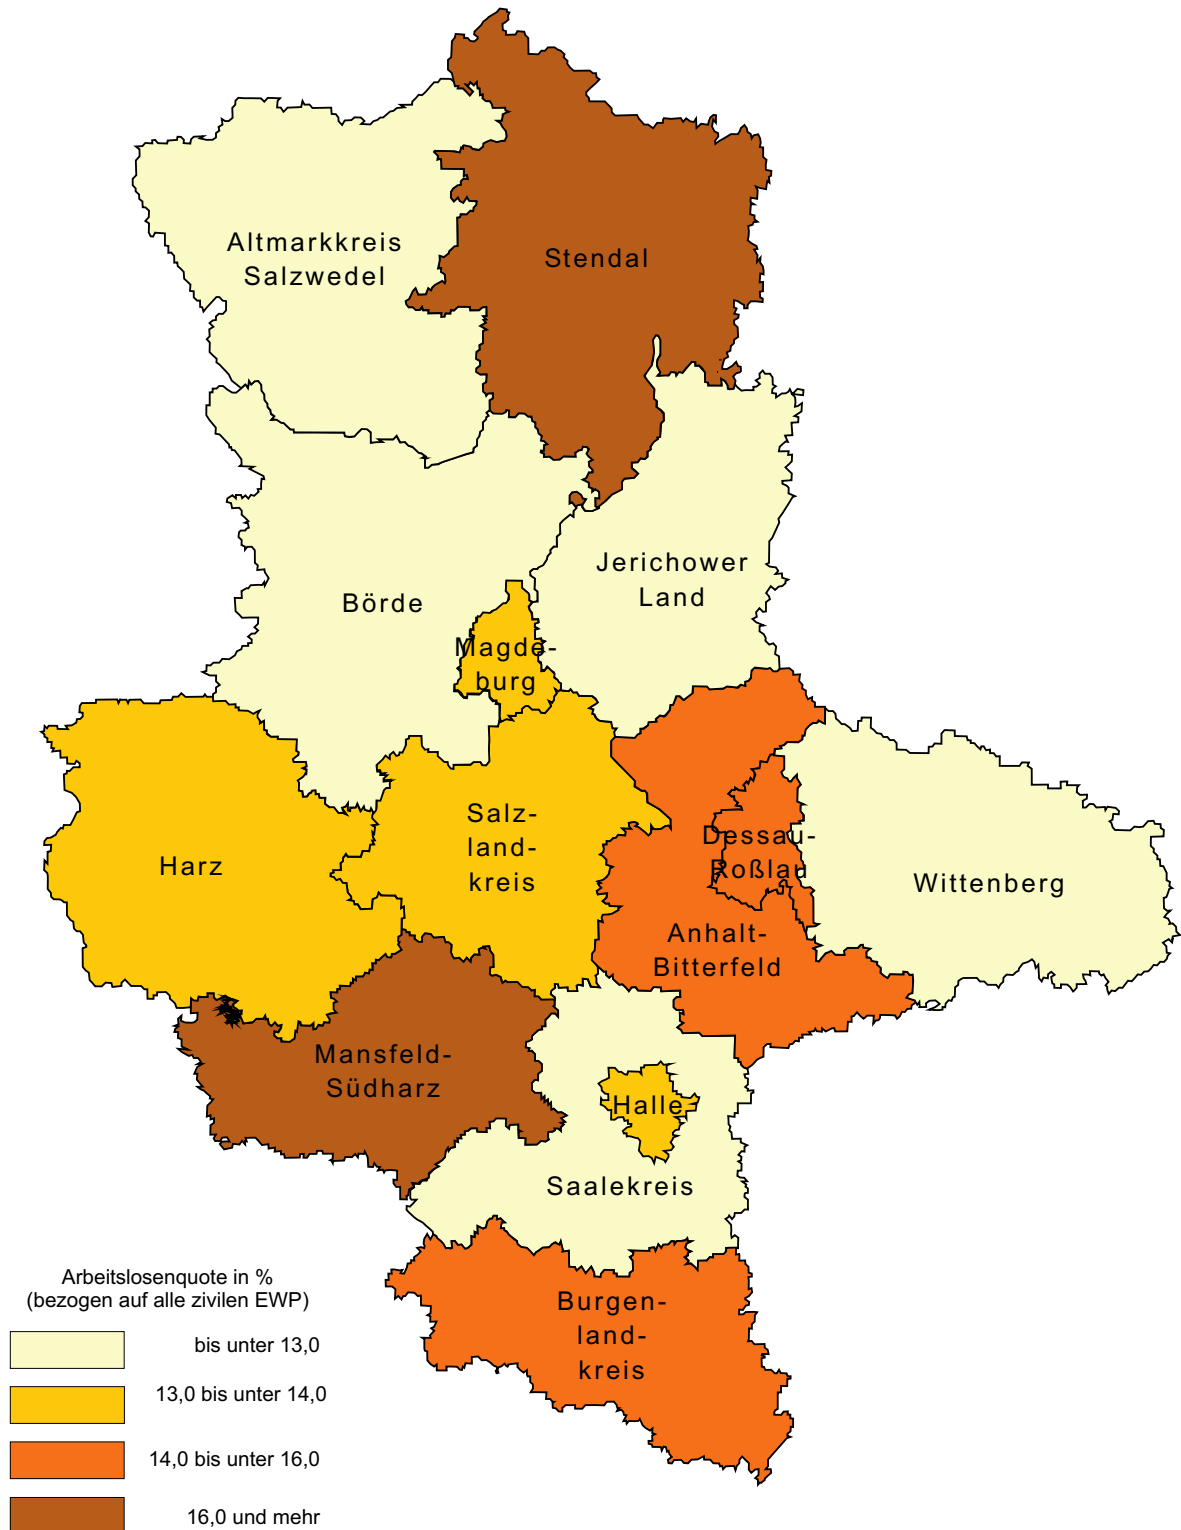 Altmarkkreis
Salzwedel
Stendal
Jerichower
Land
Börde
Magde-
burg
Salz-
land-
kreis
Harz
Dessau-
Roßlau
Wittenberg
Anhalt-
Bitterfeld
Mansfeld-
Südharz
Halle
Saalekreis
Burgen-
land-
kreis
Arbeitslosenquote in %
(bezogen auf alle zivilen EWP)
bis unter 13,0
13,0 bis unter 14,0
14,0 bis unter 16,0
16,0 und mehr